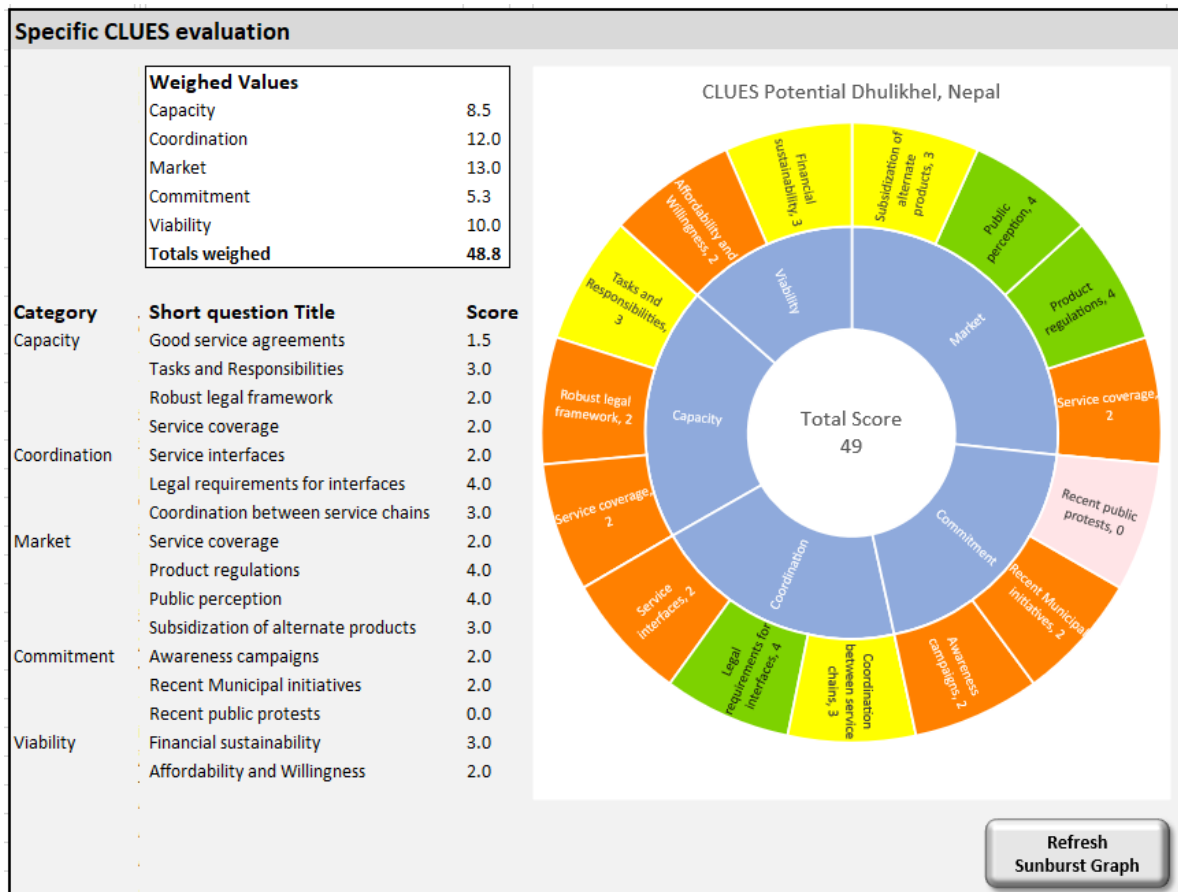 Specific CLUES evaluation
Weighed Values
Capacity 8.5
Coordination 12.0
Market 13.0
Commitment 5.3
Viability 10.0
Totals weighed 48.8
Category Short question Title Score
Capacity Good service agreements 1.5
Tasks and Responsibilities 3.0
Robust legal framework 2.0
Service coverage 2.0
Coordination Service interfaces 2.0
Legal requirements for interfaces 4.0
Coordination between service chains 3.0
Market Service coverage 2.0
Product regulations 4.0
Public perception 4.0
Subsidization of alternate products 3.0
Commitment Awareness campaigns 2.0
Recent Municipal initiatives 2.0
Recent public protests 0.0
Viability Financial sustainability 3.0
Affordability and Willingness 2.0
CLUES Potential Dhulikhel, Nepal
Subsidization of
alternate
products, 3
Public
perception, 4
Product
regulations, 4
Service coverage,
2
Recent public
protests, 0
Recent Municipal
initiatives, 2
Awareness
campaigns, 2
Coordination
between service
chains, 3
Legal
requirements for
interfaces, 4
Service
interfaces, 2
Service coverage,
2
Robust legal
framework, 2
Tasks and
Responsibilities,
3
Affordability and
Willingness, 2
Financial
sustainability, 3
Market
Commitment
Coordination
Capacity
Viability
Total Score
49
Refresh
Sunburst Graph